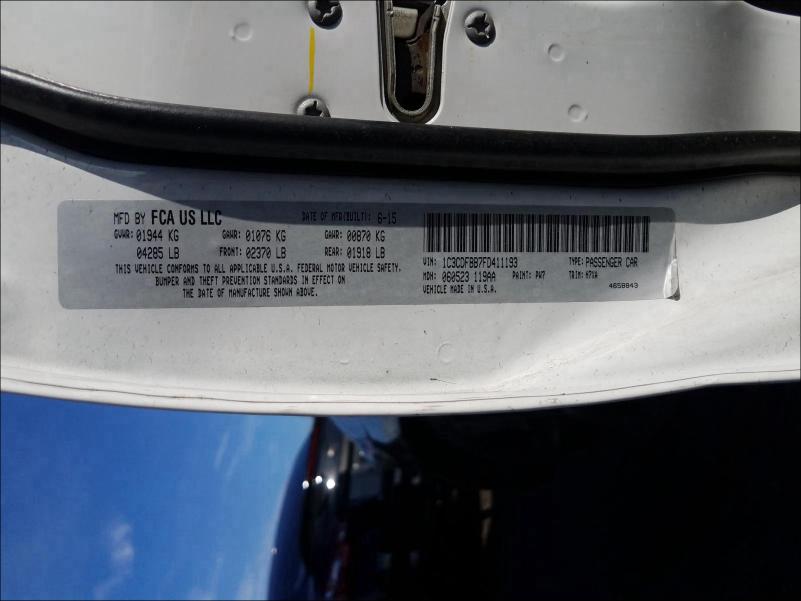 MFD BY FCA US LLC DATE OF MFR(BUILT): 6-15
GVWR: 01944 KG GAWR: 01076 KG GAWR: 00870 KG
04285 LB FRONT: 02370 LB REAR: 01918 LB
THIS VEHICLE CONFORMS TO ALL APPLICABLE U.S.A. FEDERAL MOTOR VEHICLE SAFETY,
BUMPER AND THEFT PREVENTION STANDARDS IN EFFECT ON
THE DATE OF MANUFACTURE SHOWN ABOVE.
VIN: 1C3CDFBB7FD411193 TYPE: PASSENGER CAR
MDH: 060523 119AA PAINT: PW7 TRIM: H7XA
VEHICLE MADE IN U.S.A. 4658843